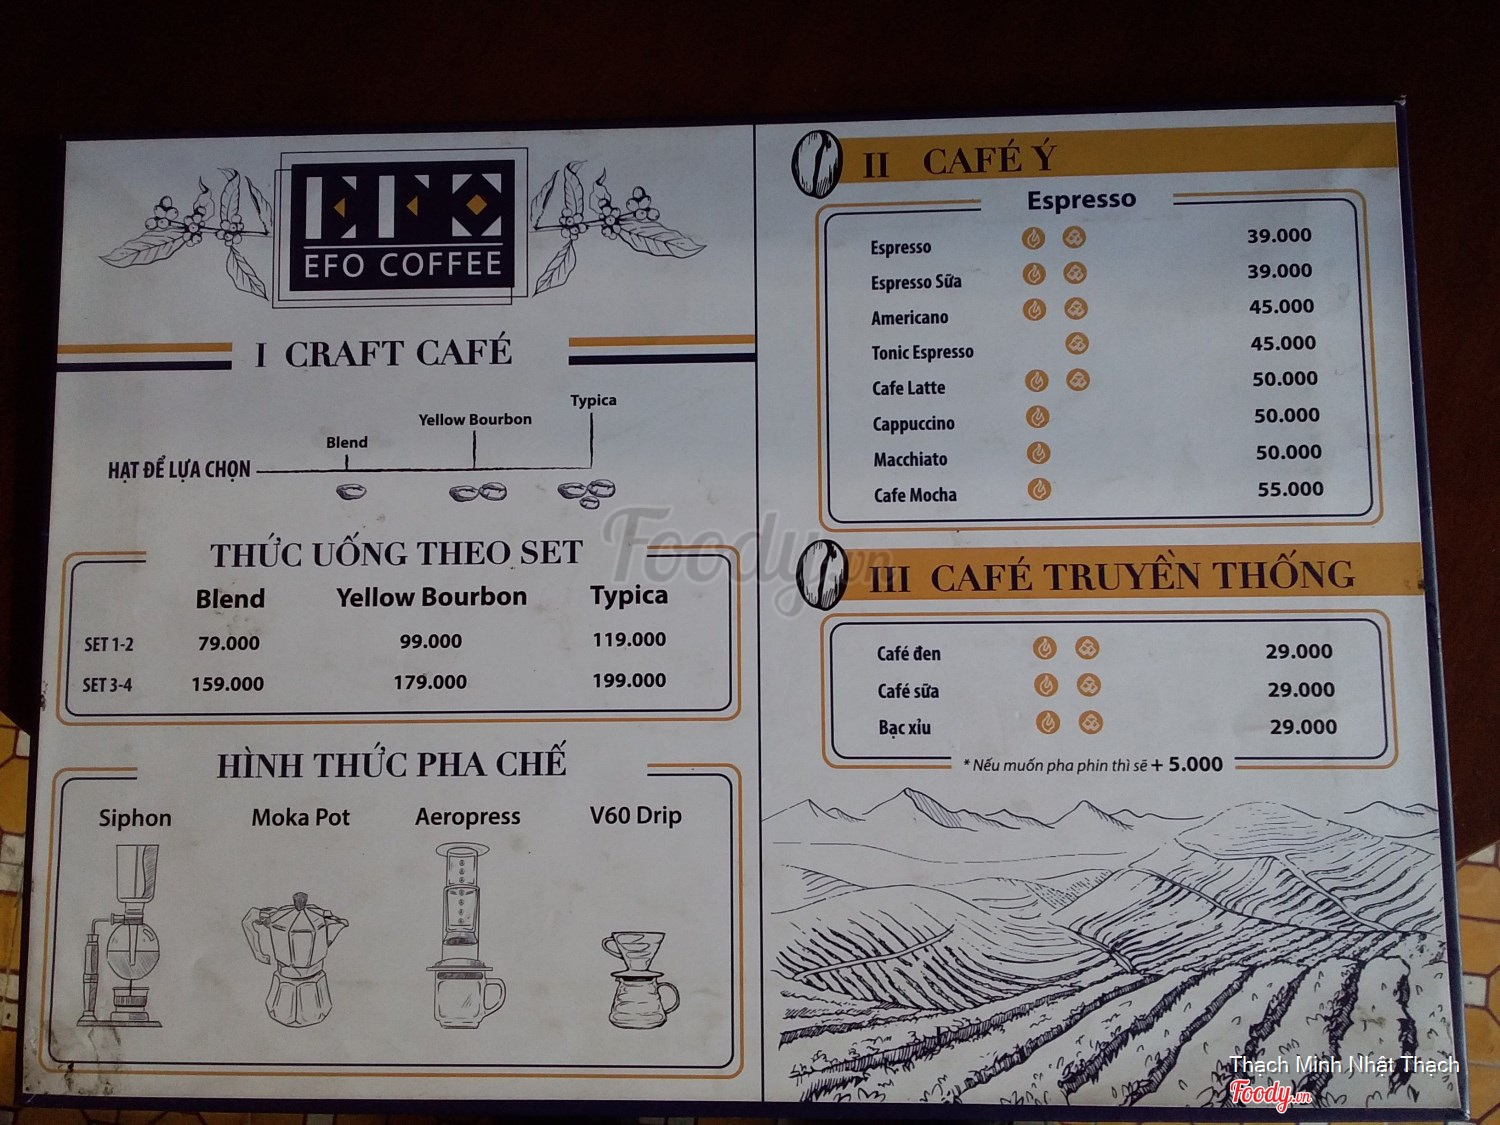 EFO
EFO COFFEE
I CRAFT CAFÉ
Typica
Yellow Bourbon
Blend
HẠT ĐỂ LỰA CHỌN
THỨC UỐNG THEO SET
Blend Yellow Bourbon Typica
SET 1-2 79.000 99.000 119.000
SET 3-4 159.000 179.000 199.000
HÌNH THỨC PHA CHẾ
Siphon Moka Pot Aeropress V60 Drip
II CAFÉ Ý
Espresso
Espresso 39.000
Espresso Sữa 39.000
Americano 45.000
Tonic Espresso 45.000
Cafe Latte 50.000
Cappuccino 50.000
Macchiato 50.000
Cafe Mocha 55.000
III CAFÉ TRUYỀN THỐNG
Café đen 29.000
Café sữa 29.000
Bạc xỉu 29.000
* Nếu muốn pha phin thì sẽ + 5.000
Foody.vn
Thạch Minh Nhật Thạch
Foody.vn